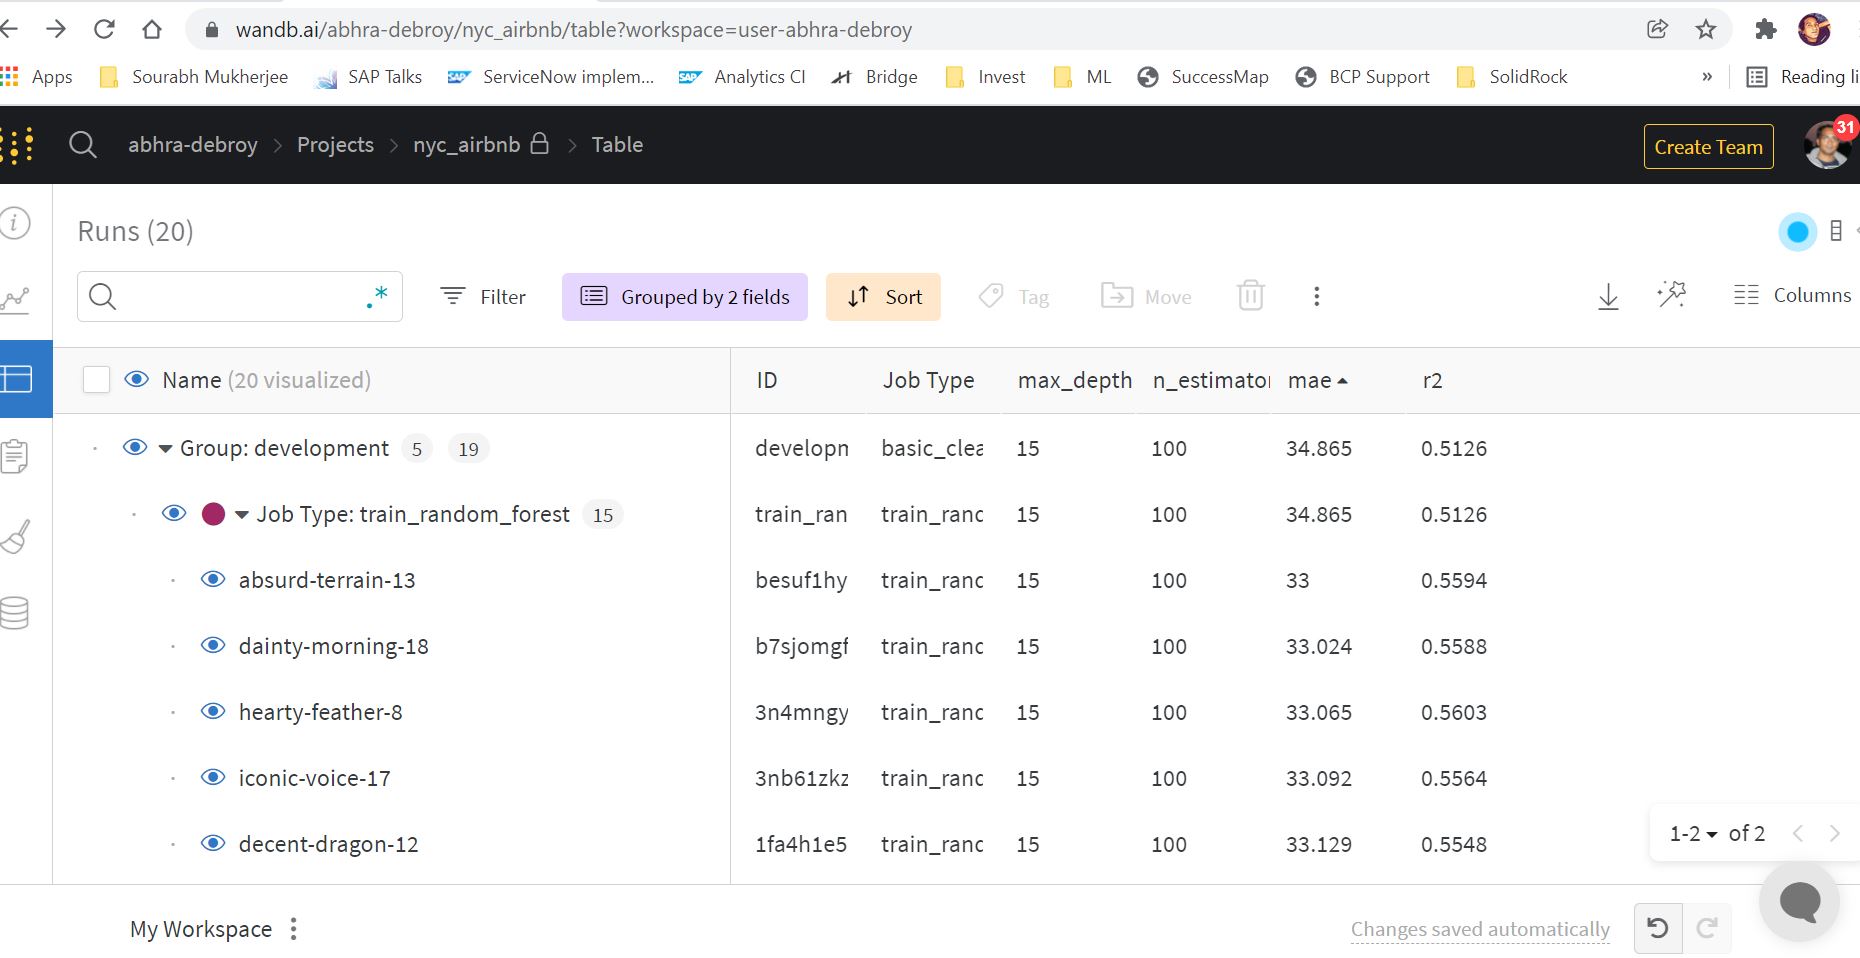 wandb.ai/abhra-debroy/nyc_airbnb/table?workspace=user-abhra-debroy
Apps Sourabh Mukherjee SAP Talks SAP ServiceNow implem... SAP Analytics CI Bridge Invest ML SuccessMap BCP Support SolidRock » Reading li
abhra-debroy > Projects > nyc_airbnb > Table Create Team 31
Runs (20)
.* Filter Grouped by 2 fields Sort Tag Move Columns
Name (20 visualized) ID Job Type max_depth n_estimator mae r2
Group: development 5 19 developm basic_clea 15 100 34.865 0.5126
Job Type: train_random_forest 15 train_ran train_ranc 15 100 34.865 0.5126
absurd-terrain-13 besuf1hy train_ranc 15 100 33 0.5594
dainty-morning-18 b7sjomgf train_ranc 15 100 33.024 0.5588
hearty-feather-8 3n4mngy train_ranc 15 100 33.065 0.5603
iconic-voice-17 3nb61zkz train_ranc 15 100 33.092 0.5564
decent-dragon-12 1fa4h1e5 train_ranc 15 100 33.129 0.5548
1-2 of 2 < >
My Workspace Changes saved automatically